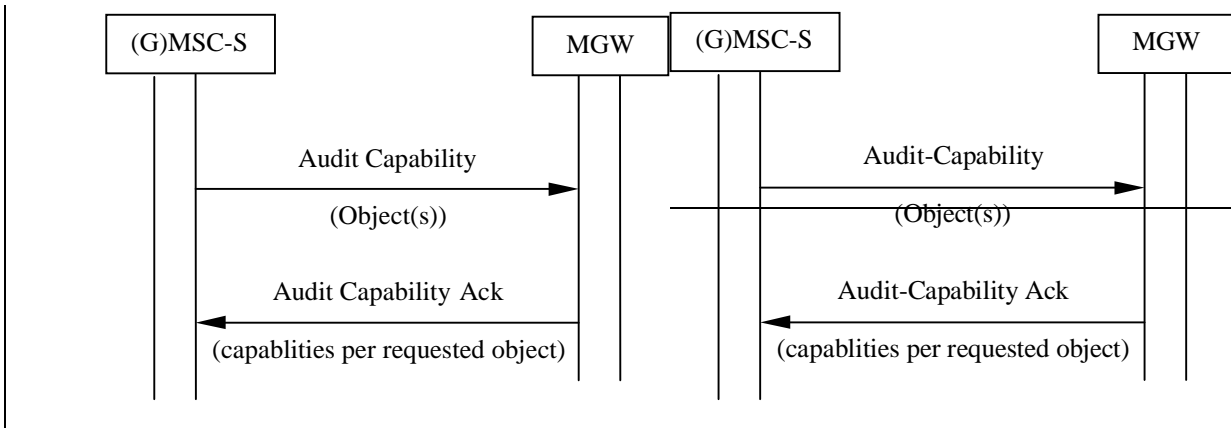 (G)MSC-S
MGW
Audit Capability
(Object(s))
Audit Capability Ack
(capablities per requested object)
(G)MSC-S
MGW
Audit-Capability
(Object(s))
Audit-Capability Ack
(capablities per requested object)